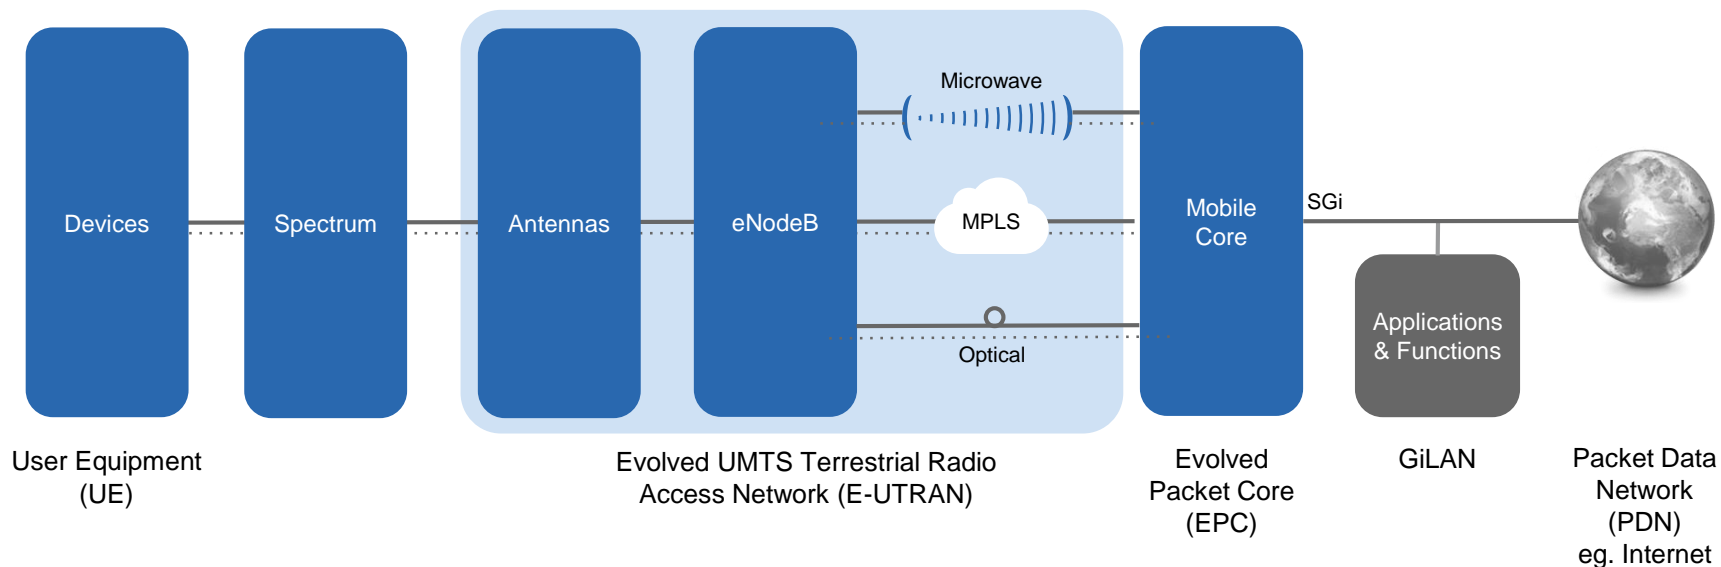 Microwave
Devices
Spectrum
Antennas
eNodeB
MPLS
Mobile
Core
SGi
Applications
& Functions
Optical
User Equipment
(UE)
Evolved UMTS Terrestrial Radio
Access Network (E-UTRAN)
Evolved
Packet Core
(EPC)
GiLAN
Packet Data
Network
(PDN)
eg. Internet